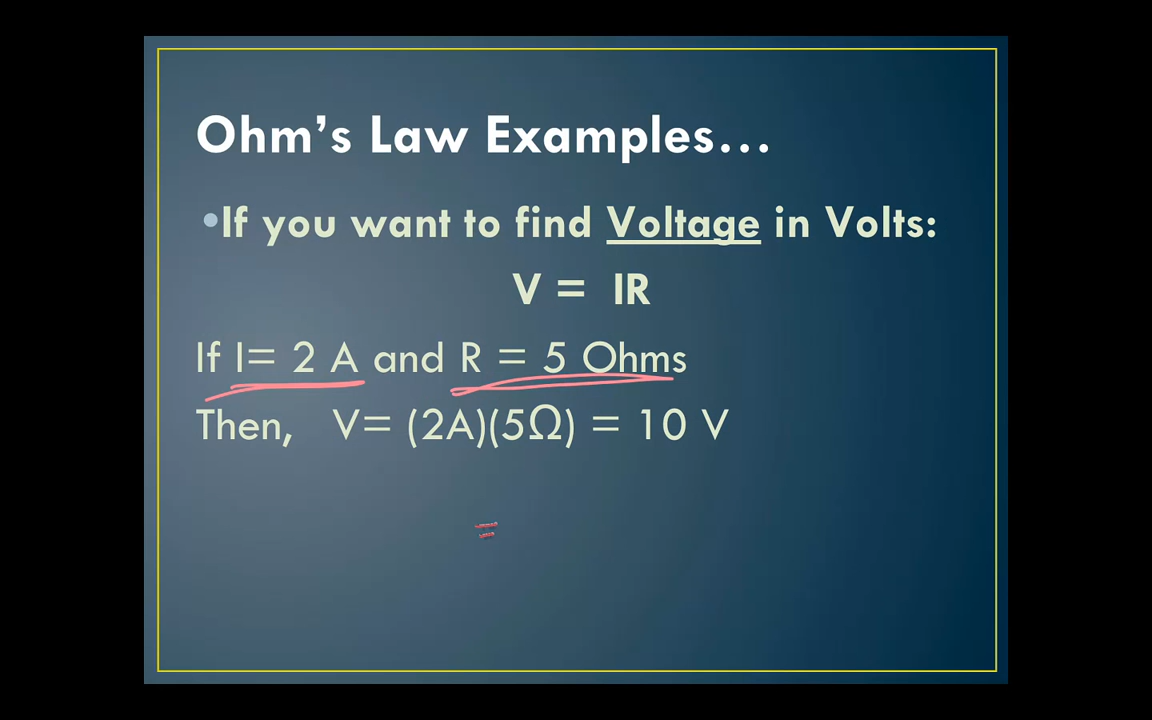 Ohm’s Law Examples…
•If you want to find Voltage in Volts:
V = IR
If I= 2 A and R = 5 Ohms
Then, V= (2A)(5Ω) = 10 V
=